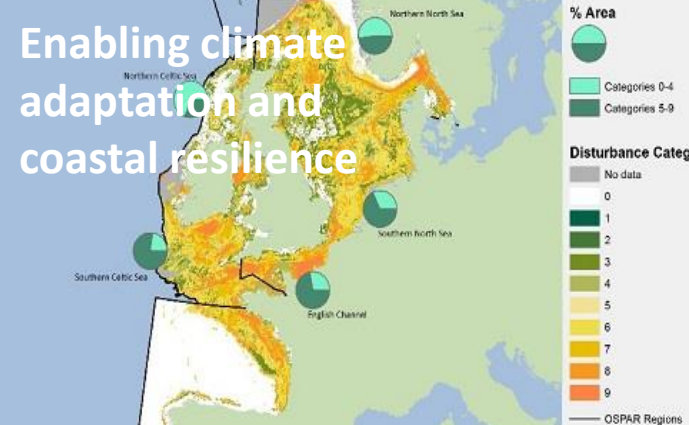 Enabling climate
adaptation and
coastal resilience
Northern North Sea
Northern Celtic Sea
Southern North Sea
Southern Celtic Sea
English Channel
% Area
Categories 0-4
Categories 5-9
Disturbance Categ
No data
0
1
2
3
4
5
6
7
8
9
OSPAR Regions